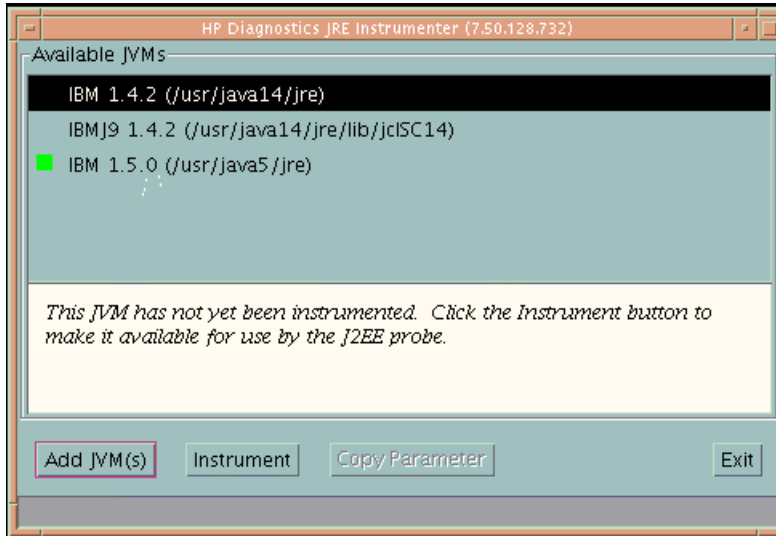 HP Diagnostics JRE Instrumenter (7.50.128.732)
Available JVMs
IBM 1.4.2 (/usr/java14/jre)
IBMJ9 1.4.2 (/usr/java14/jre/lib/jclSC14)
IBM 1.5.0 (/usr/java5/jre)
This JVM has not yet been instrumented. Click the Instrument button to
make it available for use by the J2EE probe.
Add JVM(s) Instrument Copy Parameter Exit